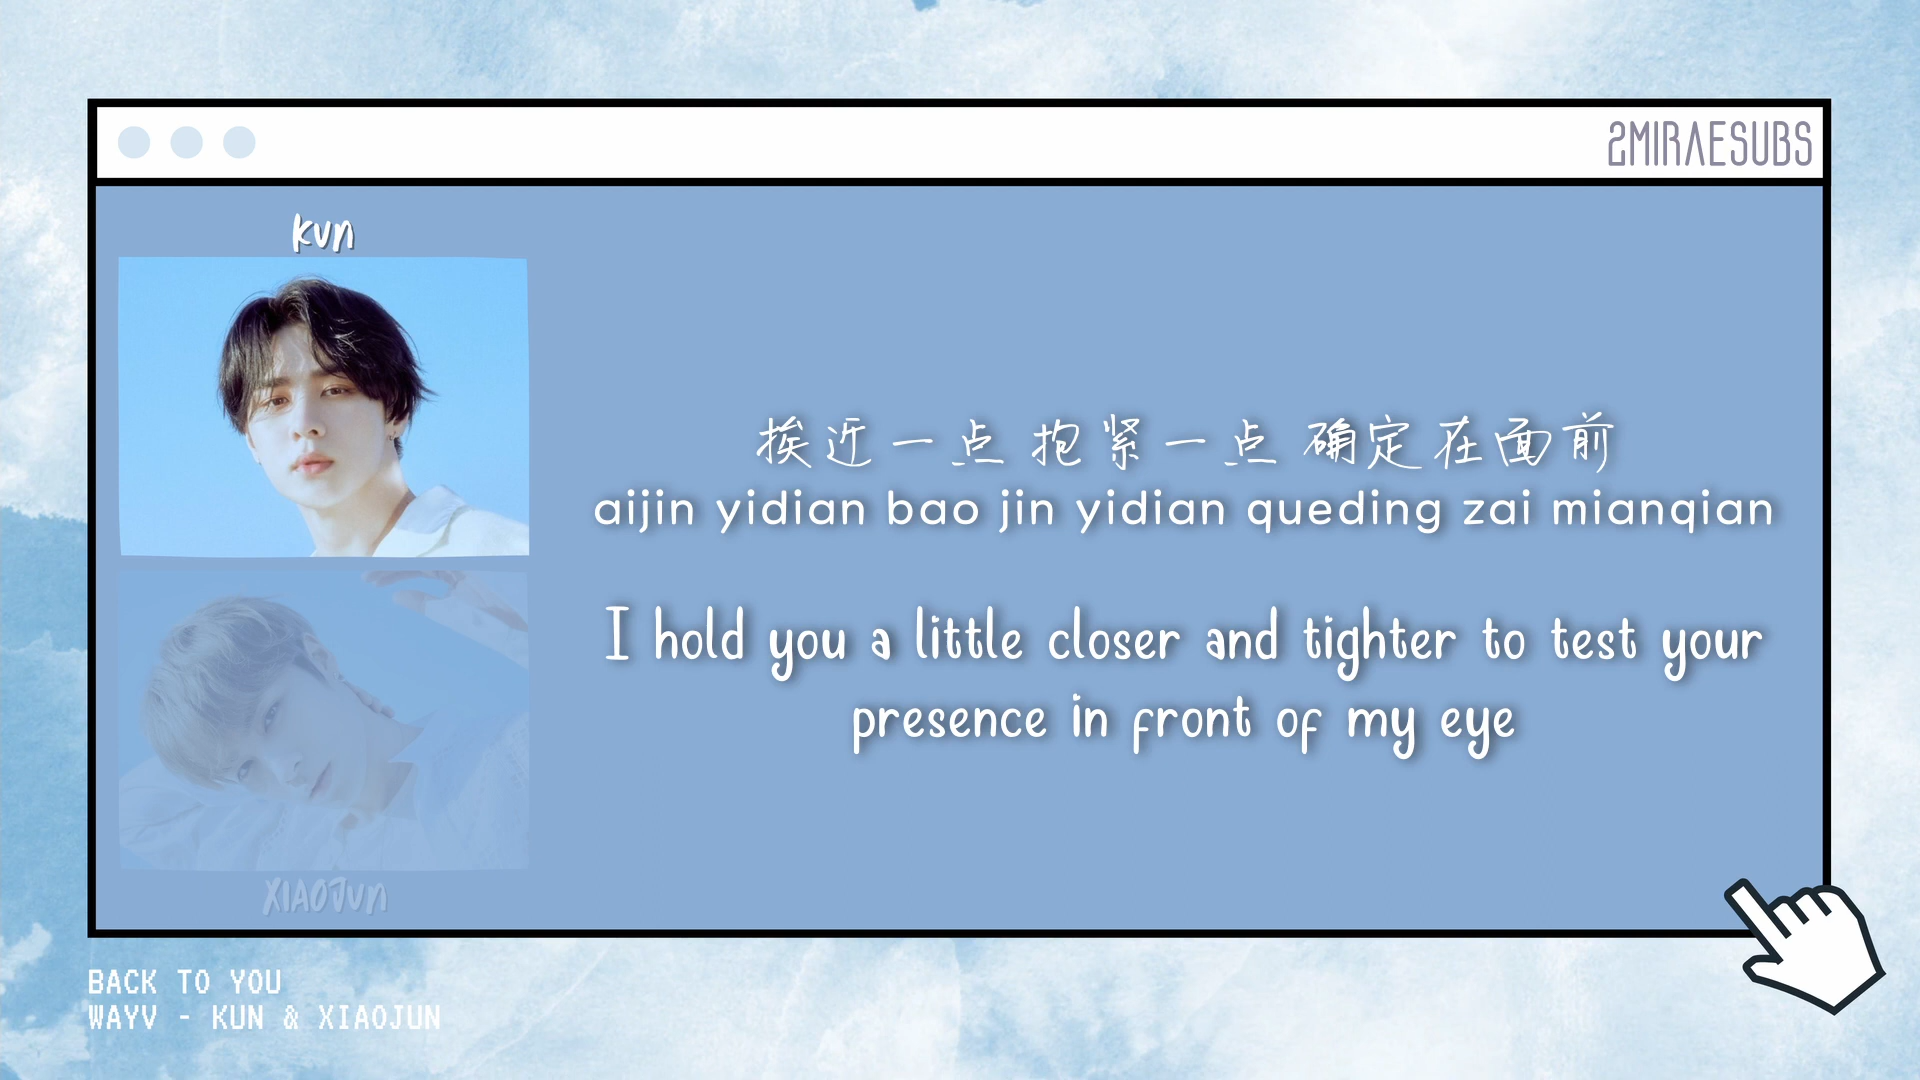 2MIRAESUBS
kun
挨近一点 抱紧一点 确定在面前
aijin yidian bao jin yidian queding zai mianqian
I hold you a little closer and tighter to test your
presence in front of my eye
XIAOJun
BACK TO YOU
WAYV - KUN & XIAOJUN